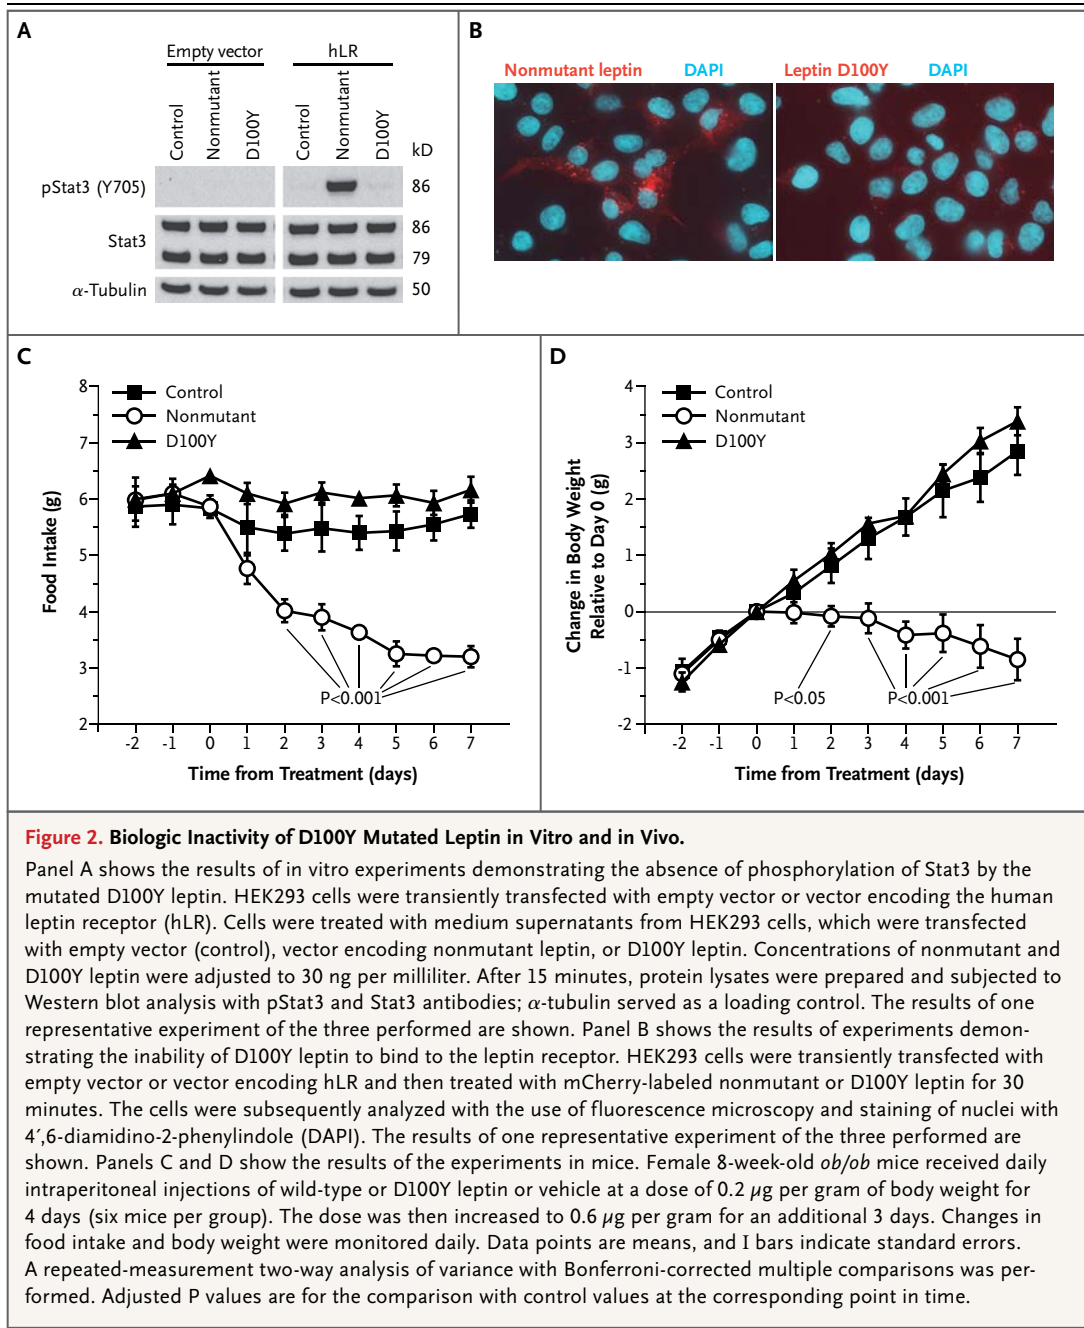 A
Empty vector
hLR
Control
Nonmutant
D100Y
Control
Nonmutant
D100Y
kD
pStat3 (Y705)
86
Stat3
86
79
α-Tubulin
50
B
Nonmutant leptin
DAPI
Leptin D100Y
DAPI
C
Control
Nonmutant
D100Y
Food Intake (g)
8
7
6
5
4
3
2
P<0.001
-2 -1 0 1 2 3 4 5 6 7
Time from Treatment (days)
D
Control
Nonmutant
D100Y
Change in Body Weight
Relative to Day 0 (g)
4
3
2
1
0
-1
-2
P<0.05
P<0.001
-2 -1 0 1 2 3 4 5 6 7
Time from Treatment (days)
Figure 2. Biologic Inactivity of D100Y Mutated Leptin in Vitro and in Vivo.
Panel A shows the results of in vitro experiments demonstrating the absence of phosphorylation of Stat3 by the
mutated D100Y leptin. HEK293 cells were transiently transfected with empty vector or vector encoding the human
leptin receptor (hLR). Cells were treated with medium supernatants from HEK293 cells, which were transfected
with empty vector (control), vector encoding nonmutant leptin, or D100Y leptin. Concentrations of nonmutant and
D100Y leptin were adjusted to 30 ng per milliliter. After 15 minutes, protein lysates were prepared and subjected to
Western blot analysis with pStat3 and Stat3 antibodies; α-tubulin served as a loading control. The results of one
representative experiment of the three performed are shown. Panel B shows the results of experiments demon-
strating the inability of D100Y leptin to bind to the leptin receptor. HEK293 cells were transiently transfected with
empty vector or vector encoding hLR and then treated with mCherry-labeled nonmutant or D100Y leptin for 30
minutes. The cells were subsequently analyzed with the use of fluorescence microscopy and staining of nuclei with
4′,6-diamidino-2-phenylindole (DAPI). The results of one representative experiment of the three performed are
shown. Panels C and D show the results of the experiments in mice. Female 8-week-old ob/ob mice received daily
intraperitoneal injections of wild-type or D100Y leptin or vehicle at a dose of 0.2 μg per gram of body weight for
4 days (six mice per group). The dose was then increased to 0.6 μg per gram for an additional 3 days. Changes in
food intake and body weight were monitored daily. Data points are means, and I bars indicate standard errors.
A repeated-measurement two-way analysis of variance with Bonferroni-corrected multiple comparisons was per-
formed. Adjusted P values are for the comparison with control values at the corresponding point in time.